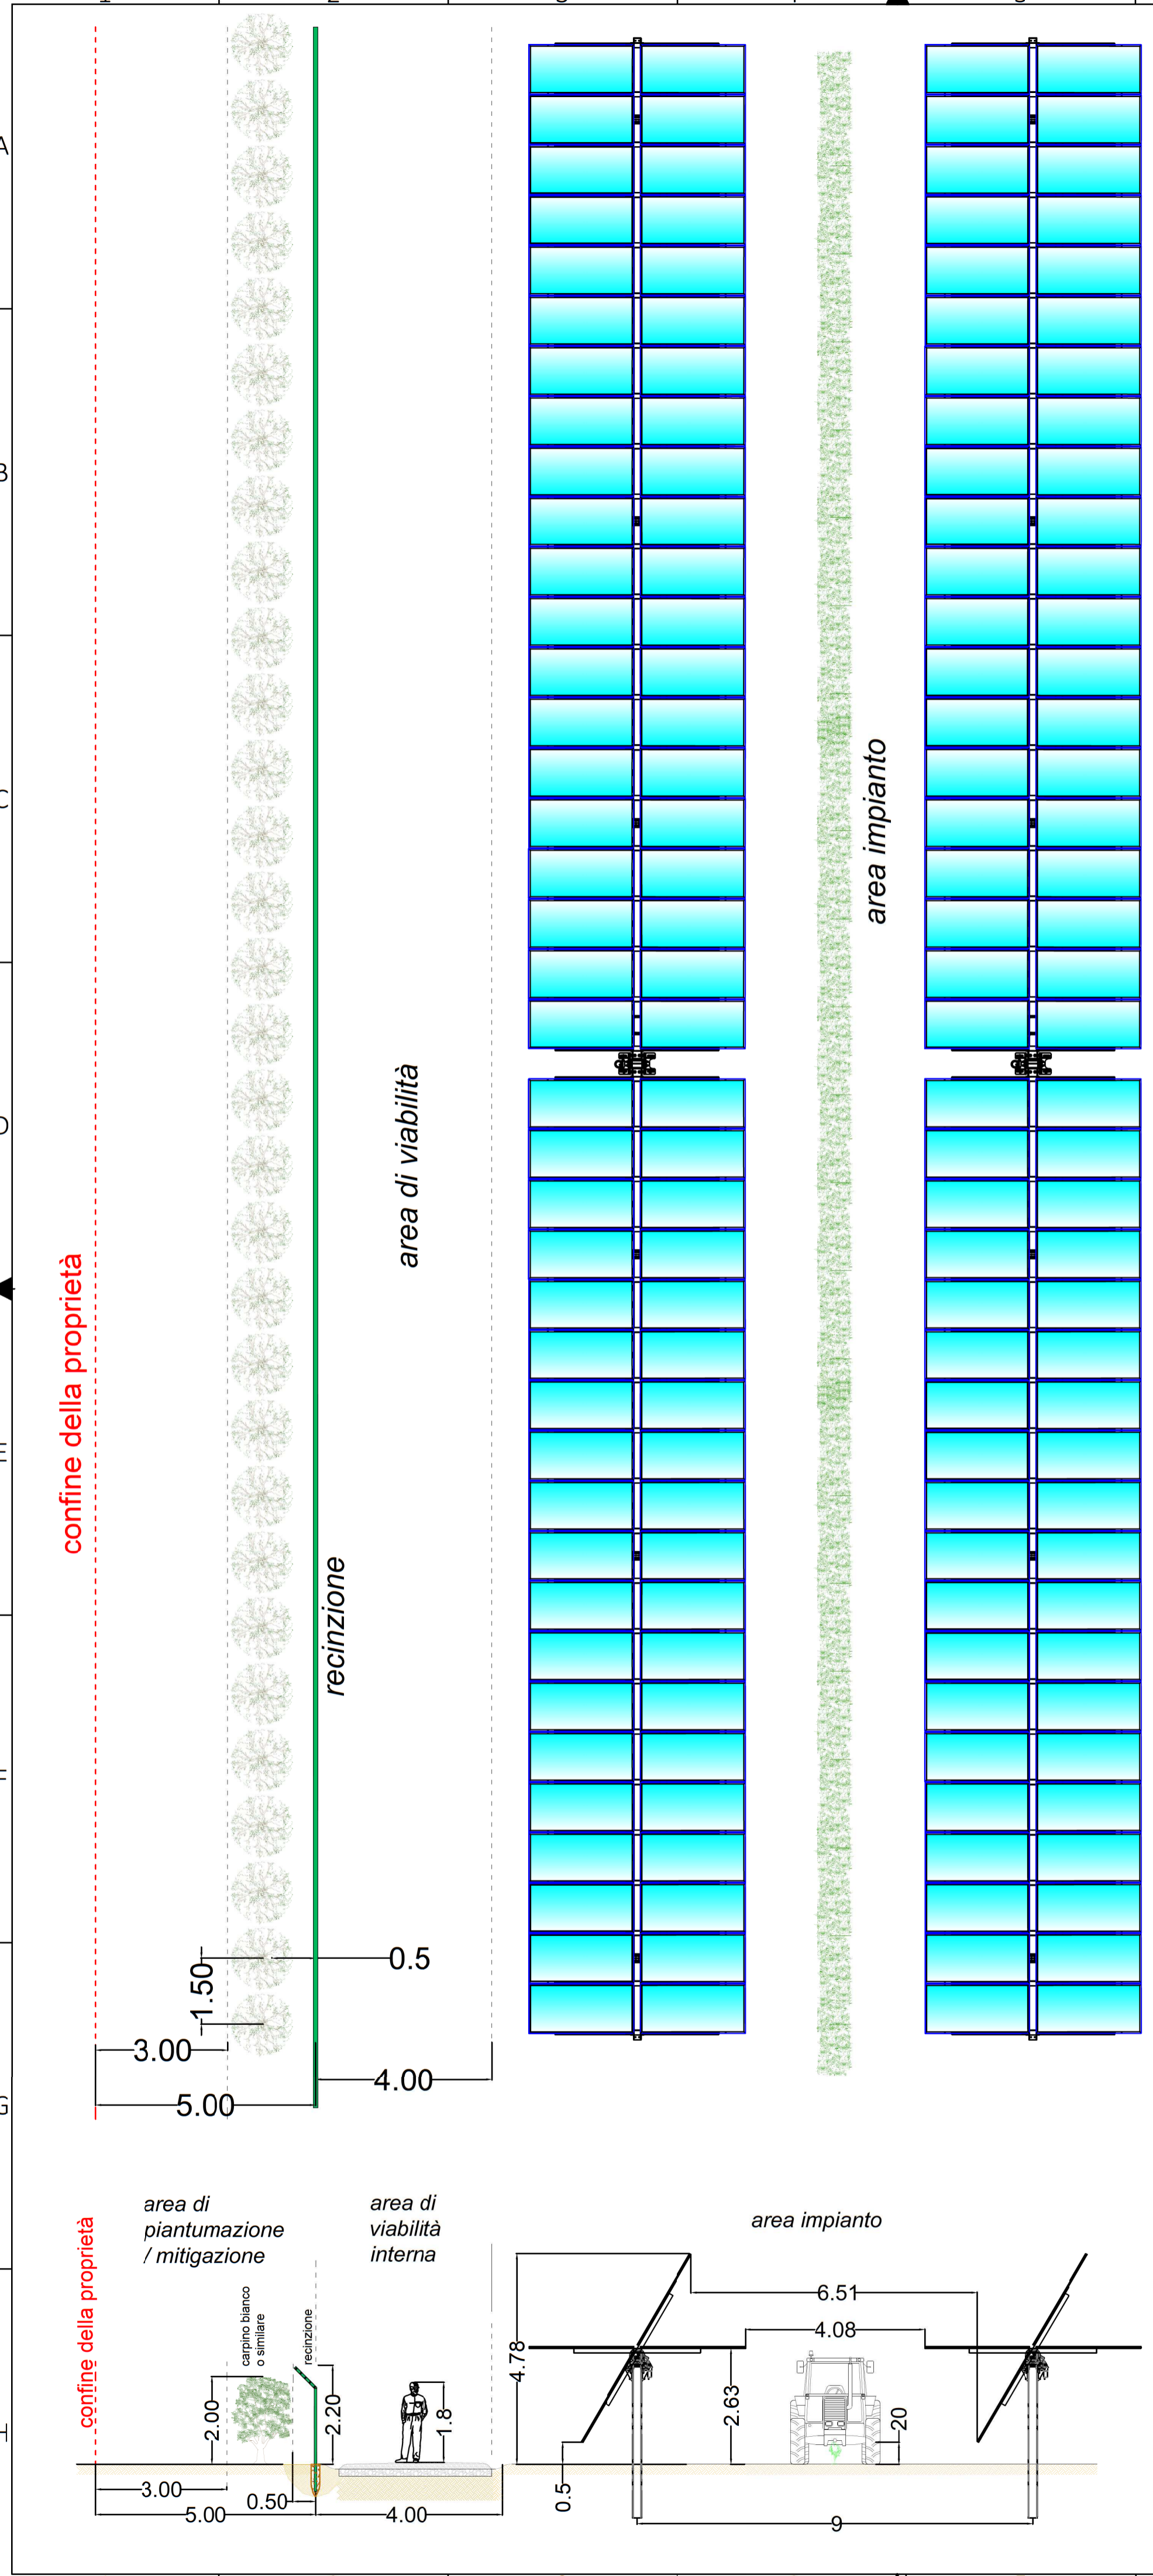 A
B
C
area impianto
D
area di viabilità
confine della proprietà
E
recinzione
F
0.5
1.50
3.00
4.00
5.00
G
area di
piantumazione
/ mitigazione
area di
viabilità
interna
area impianto
confine della proprietà
carpino bianco
o similare
recinzione
6.51
4.08
4.78
2.00
2.20
1.8
2.63
20
3.00
0.50
0.5
5.00
4.00
9